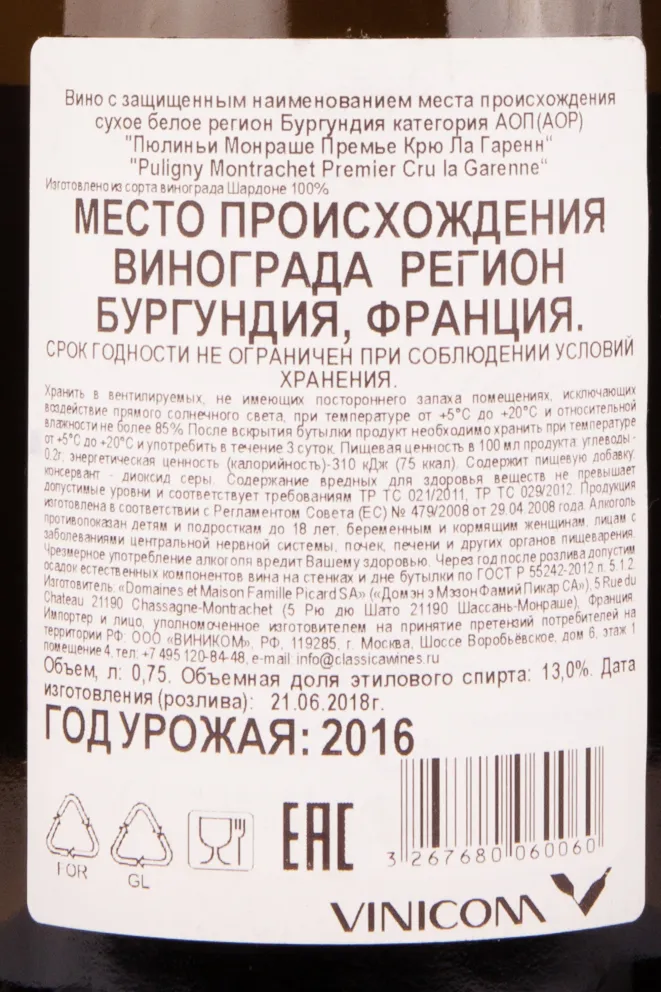 Вино с защищенным наименованием места происхождения
сухое белое регион Бургундия категория АОП(АОР)
"Пюлиньи Монраше Премье Крю Ла Гаренн"
"Puligny Montrachet Premier Cru la Garenne"
Изготовлено из сорта винограда Шардоне 100%
МЕСТО ПРОИСХОЖДЕНИЯ
ВИНОГРАДА РЕГИОН
БУРГУНДИЯ, ФРАНЦИЯ.
СРОК ГОДНОСТИ НЕ ОГРАНИЧЕН ПРИ СОБЛЮДЕНИИ УСЛОВИЙ
ХРАНЕНИЯ.
Хранить в вентилируемых, не имеющих постороннего запаха помещениях, исключающих
воздействие прямого солнечного света, при температуре от +5°С до +20°С и относительной
влажности не более 85% После вскрытия бутылки продукт необходимо хранить при температуре
от +5°С до +20°С и употребить в течение 3 суток. Пищевая ценность в 100 мл продукта: углеводы -
0.2г; энергетическая ценность (калорийность)-310 кДж (75 ккал). Содержит пищевую добавку:
консервант - диоксид серы. Содержание вредных для здоровья веществ не превышает
допустимые уровни и соответствует требованиям ТР ТС 021/2011, ТР ТС 029/2012. Продукция
изготовлена в соответствии с Регламентом Совета (ЕС) № 479/2008 от 29.04.2008 года. Алкоголь
противопоказан детям и подросткам до 18 лет, беременным и кормящим женщинам, лицам с
заболеваниями центральной нервной системы, почек, печени и других органов пищеварения.
Чрезмерное употребление алкоголя вредит Вашему здоровью. Через год после розлива допустим
осадок естественных компонентов вина на стенках и дне бутылки по ГОСТ Р 55242-2012 п. 5.1.2.
Изготовитель: «Domaines et Maison Famille Picard SA» («Домэн э Мэзон Фамий Пикар СА»), 5 Rue du
Chateau 21190 Chassagne-Montrachet (5 Рю дю Шато 21190 Шассань-Монраше), Франция.
Импортер и лицо, уполномоченное изготовителем на принятие претензий потребителей на
территории РФ: ООО «ВИНИКОМ», РФ, 119285, г. Москва, Шоссе Воробьёвское, дом 6, этаж 1
помещение 4, тел: +7 495 120-84-48, e-mail: info@classicawines.ru
Объем, л: 0,75. Объемная доля этилового спирта: 13,0%. Дата
изготовления (розлива): 21.06.2018г.
ГОД УРОЖАЯ: 2016
FOR
GL
EAC
3 267680 060060
VINICOM